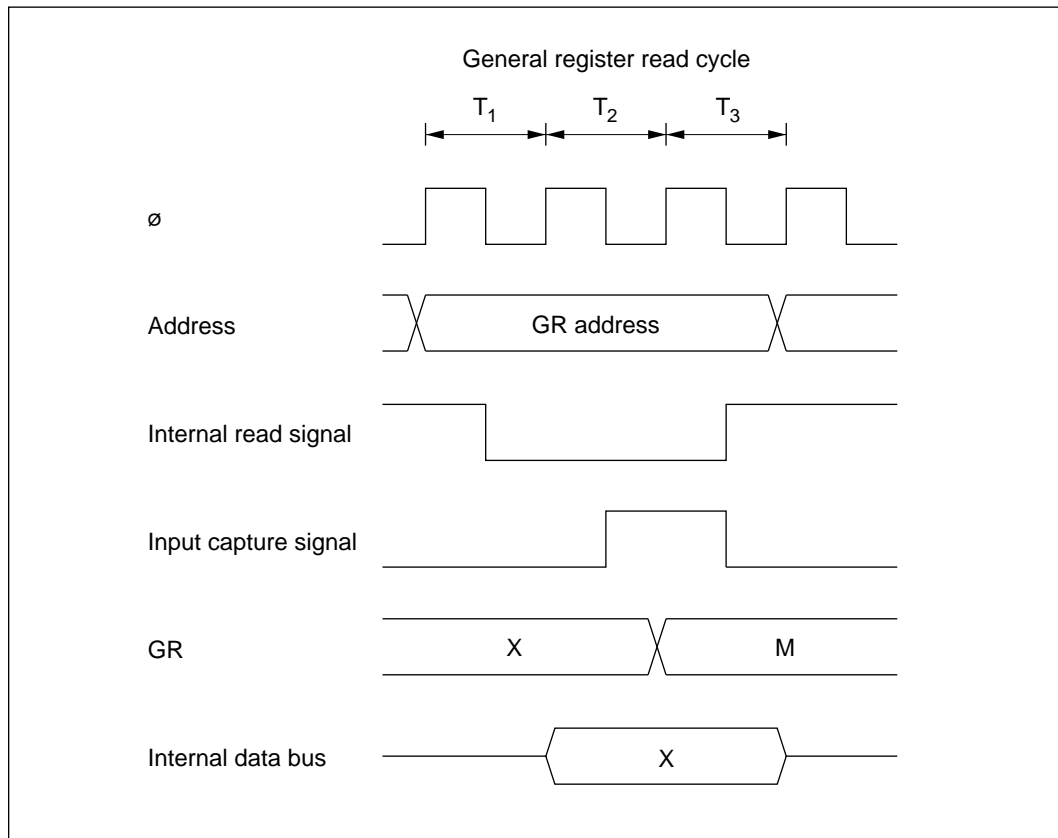 General register read cycle
T1 T2 T3
ø
Address
GR address
Internal read signal
Input capture signal
GR
X
M
Internal data bus
X